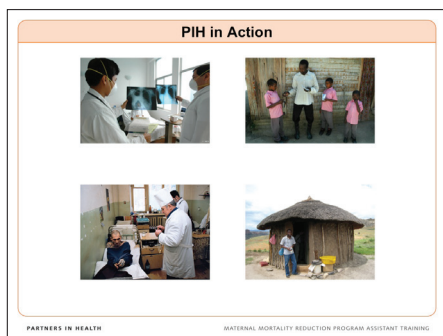 PIH in Action
PARTNERS IN HEALTH
MATERNAL MORTALITY REDUCTION PROGRAM ASSISTANT TRAINING